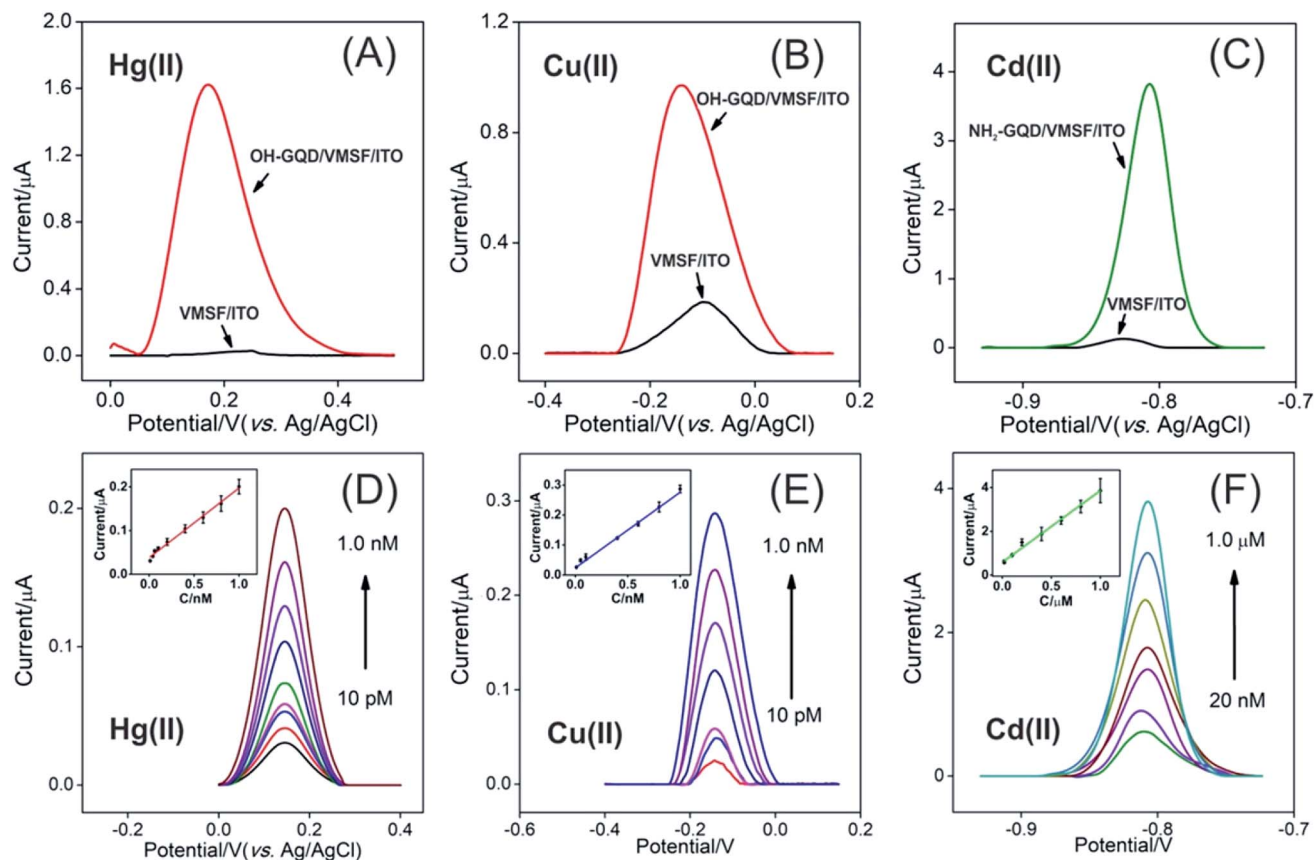 (A)
Hg(II)
OH-GQD/VMSF/ITO
VMSF/ITO
Current/μA
2.0
1.6
1.2
0.8
0.4
0.0
0.0 0.2 0.4
Potential/V(vs. Ag/AgCl)
(B)
Cu(II)
OH-GQD/VMSF/ITO
VMSF/ITO
Current/μA
1.2
0.8
0.4
0.0
-0.4 -0.2 0.0 0.2
Potential/V(vs. Ag/AgCl)
(C)
Cd(II)
NH₂-GQD/VMSF/ITO
VMSF/ITO
Current/μA
4
3
2
1
0
-0.9 -0.8 -0.7
Potential/V(vs. Ag/AgCl)
(D)
Current/μA
0.2
0.1
0.0
Current/μA
0.2
0.1
0.0
0.0 0.5 1.0
C/nM
1.0 nM
10 pM
Hg(II)
-0.2 0.0 0.2 0.4
Potential/V(vs. Ag/AgCl)
(E)
Current/μA
0.3
0.2
0.1
0.0
Current/μA
0.3
0.2
0.1
0.0
0.0 0.5 1.0
C/nM
1.0 nM
10 pM
Cu(II)
-0.6 -0.4 -0.2 0.0 0.2
Potential/V
(F)
Current/μA
4
2
0
Current/μA
4
2
0
0.0 0.5 1.0
C/μM
1.0 μM
20 nM
Cd(II)
-0.9 -0.8 -0.7
Potential/V